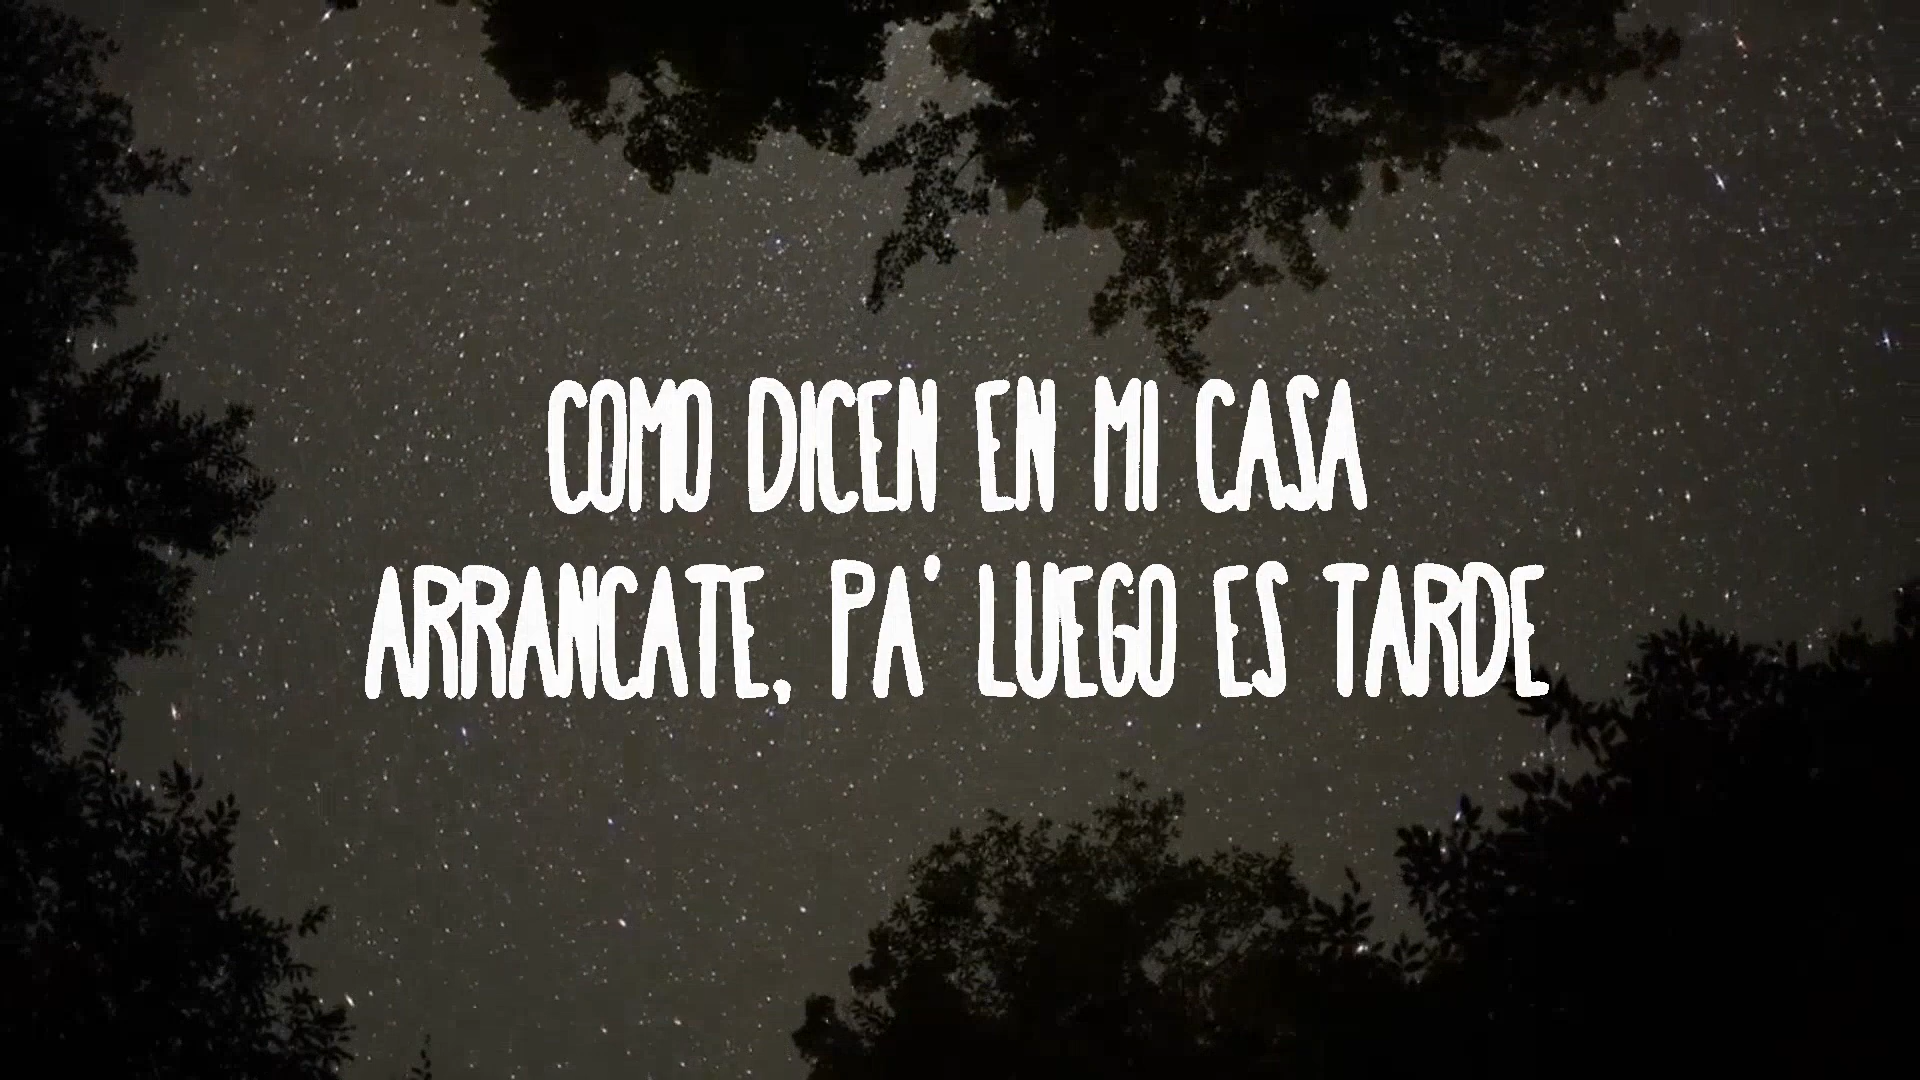 COMO DICEN EN MI CASA
ARRANCATE, PA' LUEGO ES TARDE